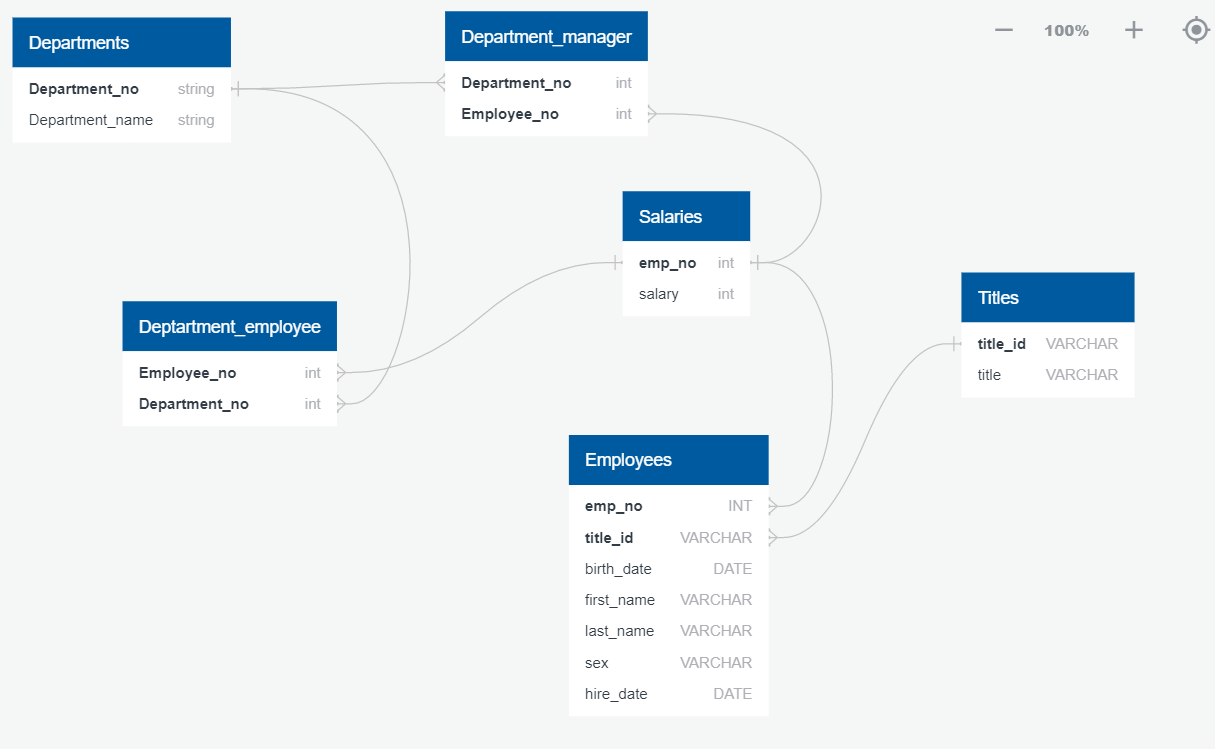 Departments
Department_no string
Department_name string
Department_manager
Department_no int
Employee_no int
100%
Salaries
emp_no int
salary int
Titles
title_id VARCHAR
title VARCHAR
Deptartment_employee
Employee_no int
Department_no int
Employees
emp_no INT
title_id VARCHAR
birth_date DATE
first_name VARCHAR
last_name VARCHAR
sex VARCHAR
hire_date DATE